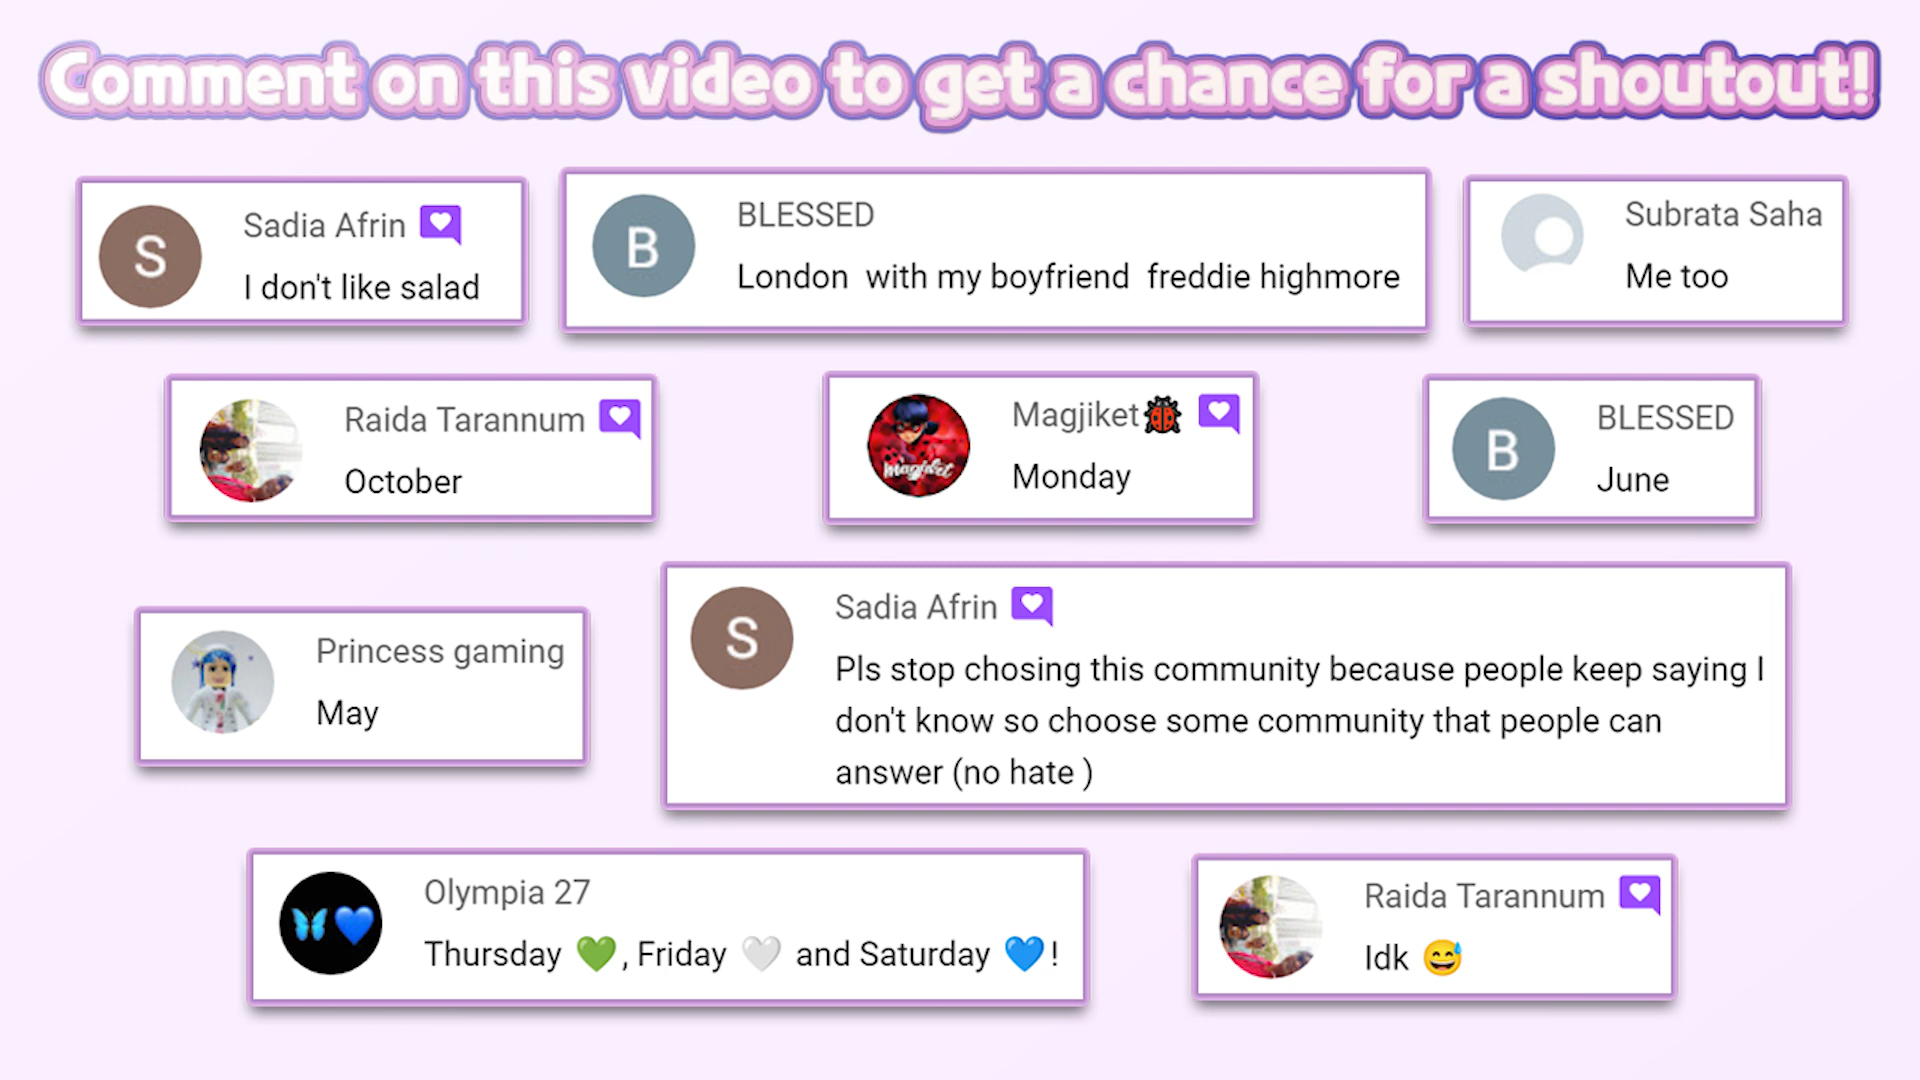 Comment on this video to get a chance for a shoutout!
S
Sadia Afrin
I don't like salad
B
BLESSED
London  with my boyfriend  freddie highmore
Subrata Saha
Me too
Raida Tarannum
October
Magjiket
Magjiket🐞
Monday
B
BLESSED
June
Princess gaming
May
S
Sadia Afrin
Pls stop chosing this community because people keep saying I
don't know so choose some community that people can
answer (no hate )
🦋💙
Olympia 27
Thursday 💚, Friday 🤍 and Saturday 💙!
Raida Tarannum
Idk 😅